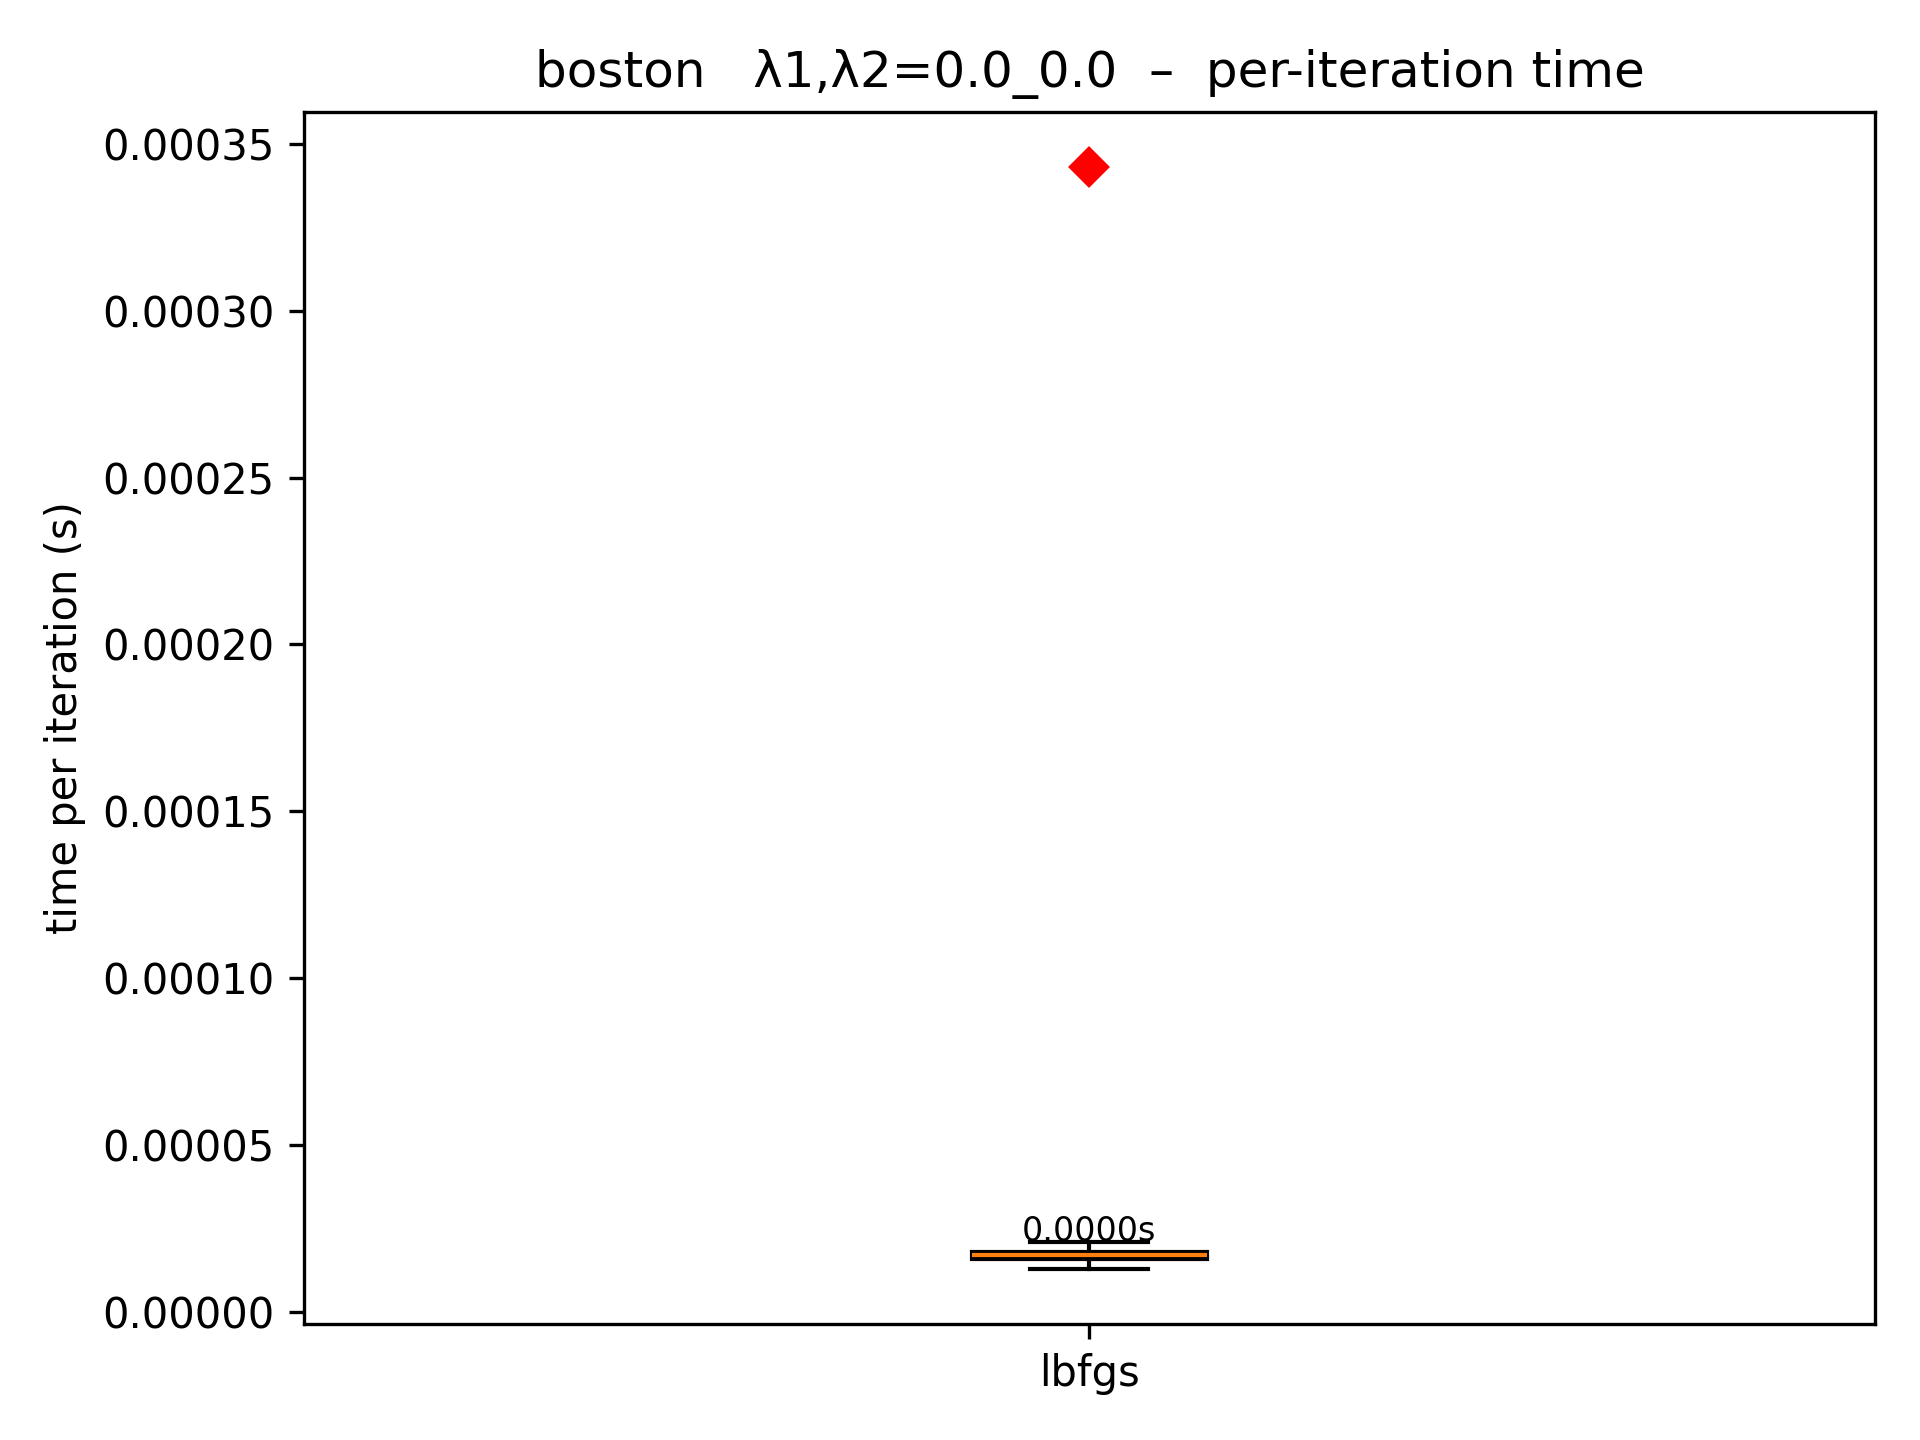 boston   λ1,λ2=0.0_0.0  –  per-iteration time
time per iteration (s)
0.00035
0.00030
0.00025
0.00020
0.00015
0.00010
0.00005
0.00000
0.0000s
lbfgs